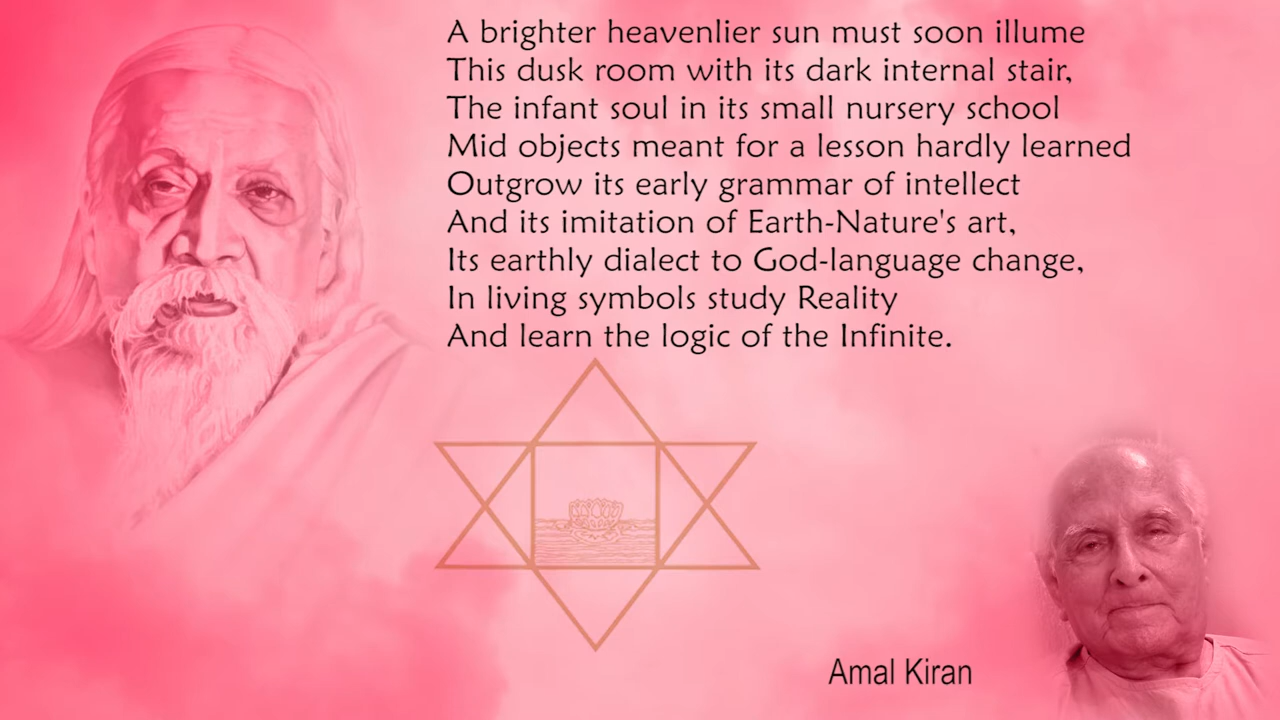 A brighter heavenlier sun must soon illume
This dusk room with its dark internal stair,
The infant soul in its small nursery school
Mid objects meant for a lesson hardly learned
Outgrow its early grammar of intellect
And its imitation of Earth-Nature's art,
Its earthly dialect to God-language change,
In living symbols study Reality
And learn the logic of the Infinite.
Amal Kiran